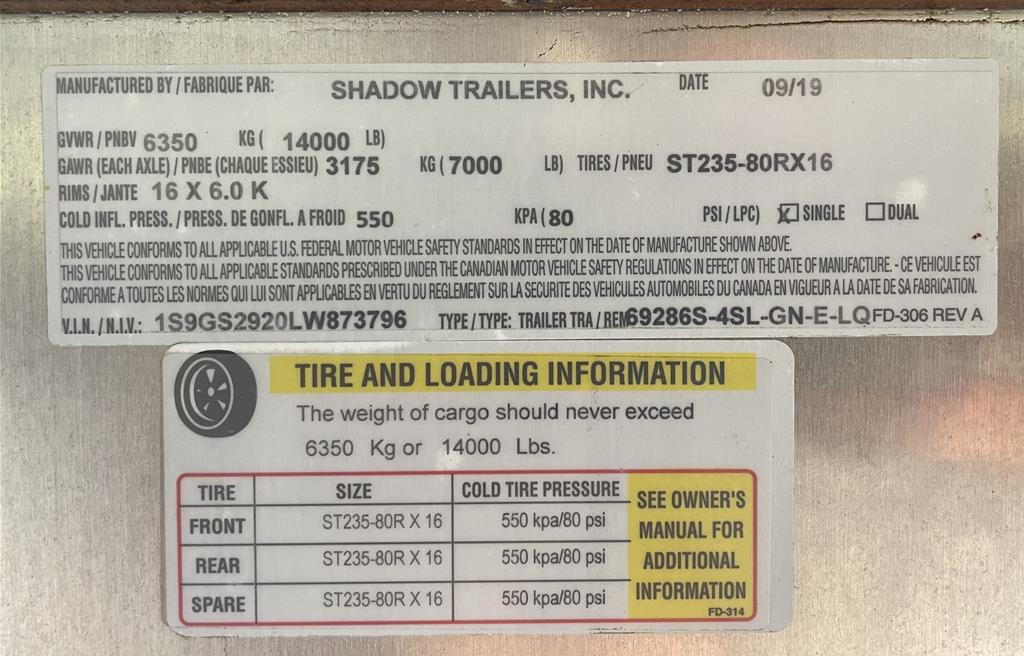 MANUFACTURED BY / FABRIQUE PAR: SHADOW TRAILERS, INC. DATE 09/19
GVWR / PNBV 6350 KG ( 14000 LB)
GAWR (EACH AXLE) / PNBE (CHAQUE ESSIEU) 3175 KG ( 7000 LB) TIRES / PNEU ST235-80RX16
RIMS / JANTE 16 X 6.0 K
COLD INFL. PRESS. / PRESS. DE GONFL. A FROID 550 KPA ( 80 PSI / LPC) SINGLE DUAL
THIS VEHICLE CONFORMS TO ALL APPLICABLE U.S. FEDERAL MOTOR VEHICLE SAFETY STANDARDS IN EFFECT ON THE DATE OF MANUFACTURE SHOWN ABOVE.
THIS VEHICLE CONFORMS TO ALL APPLICABLE STANDARDS PRESCRIBED UNDER THE CANADIAN MOTOR VEHICLE SAFETY REGULATIONS IN EFFECT ON THE DATE OF MANUFACTURE. - CE VEHICULE EST
CONFORME A TOUTES LES NORMES QUI LUI SONT APPLICABLES EN VERTU DU REGLEMENT SUR LA SECURITE DES VEHICULES AUTOMOBILES DU CANADA EN VIGUEUR A LA DATE DE SA FABRICATION.
V.I.N. / N.I.V.: 1S9GS2920LW873796 TYPE / TYPE: TRAILER TRA / REM 69286S-4SL-GN-E-LQ FD-306 REV A
TIRE AND LOADING INFORMATION
The weight of cargo should never exceed
6350 Kg or 14000 Lbs.
TIRE SIZE COLD TIRE PRESSURE
FRONT ST235-80R X 16 550 kpa/80 psi
REAR ST235-80R X 16 550 kpa/80 psi
SPARE ST235-80R X 16 550 kpa/80 psi
SEE OWNER'S
MANUAL FOR
ADDITIONAL
INFORMATION
FD-314